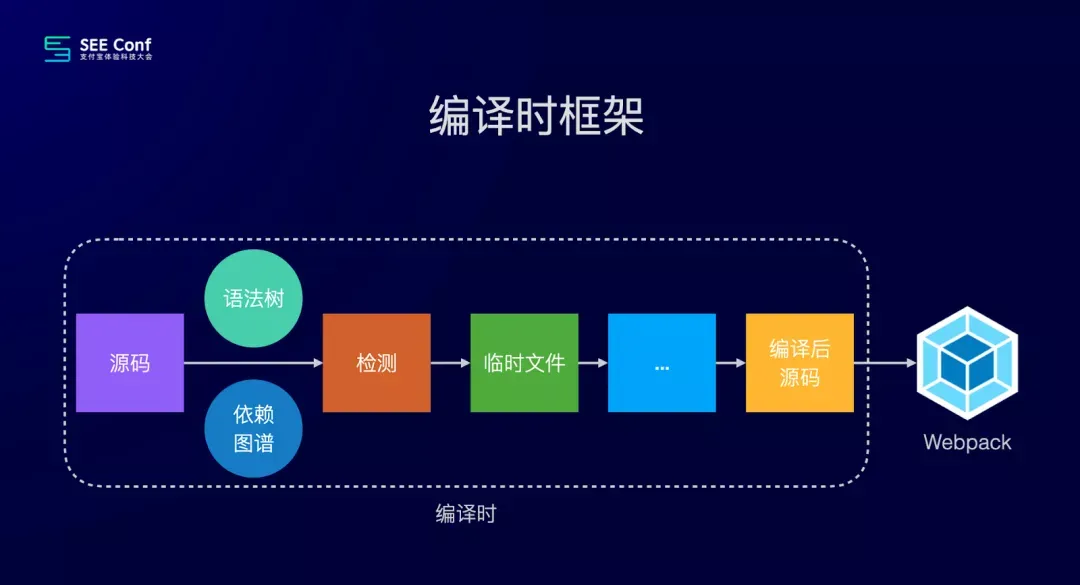 SEE Conf
支付宝体验科技大会
编译时框架
语法树
源码
检测
临时文件
...
编译后
源码
依赖
图谱
Webpack
编译时